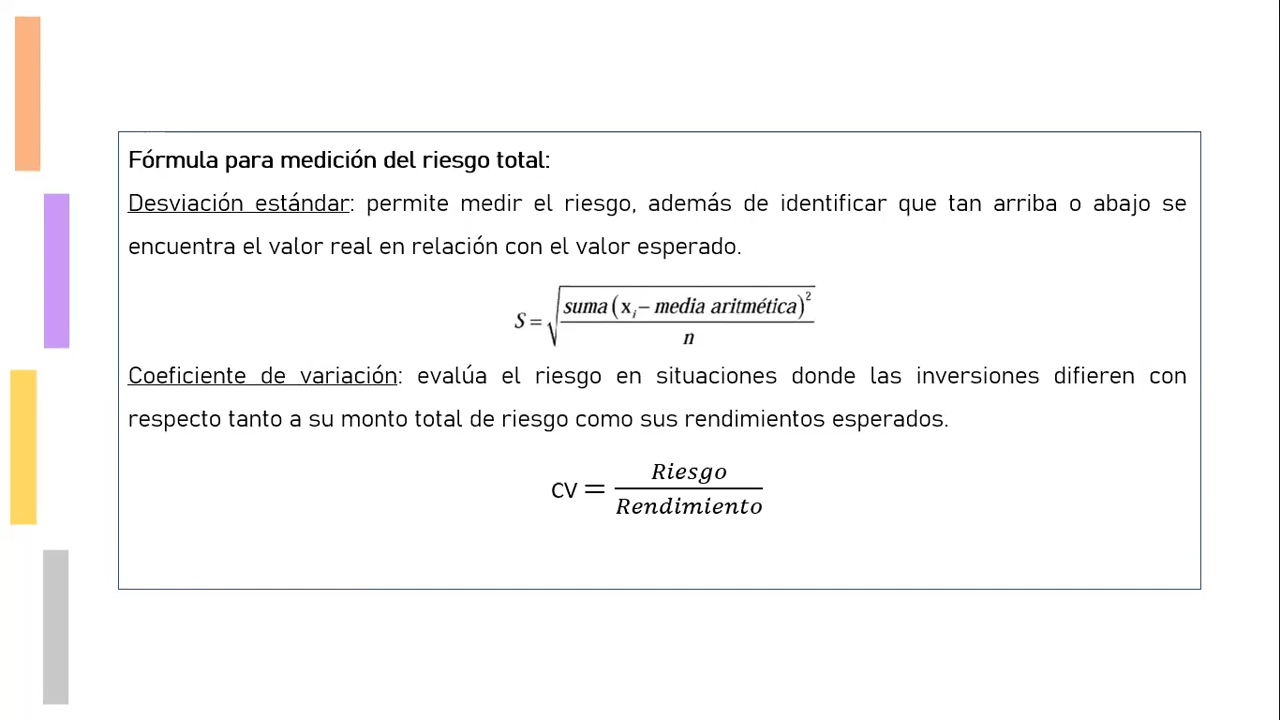 Fórmula para medición del riesgo total:
Desviación estándar: permite medir el riesgo, además de identificar que tan arriba o abajo se
encuentra el valor real en relación con el valor esperado.
S = √(suma (xᵢ – media aritmética)² / n)
Coeficiente de variación: evalúa el riesgo en situaciones donde las inversiones difieren con
respecto tanto a su monto total de riesgo como sus rendimientos esperados.
CV = Riesgo / Rendimiento